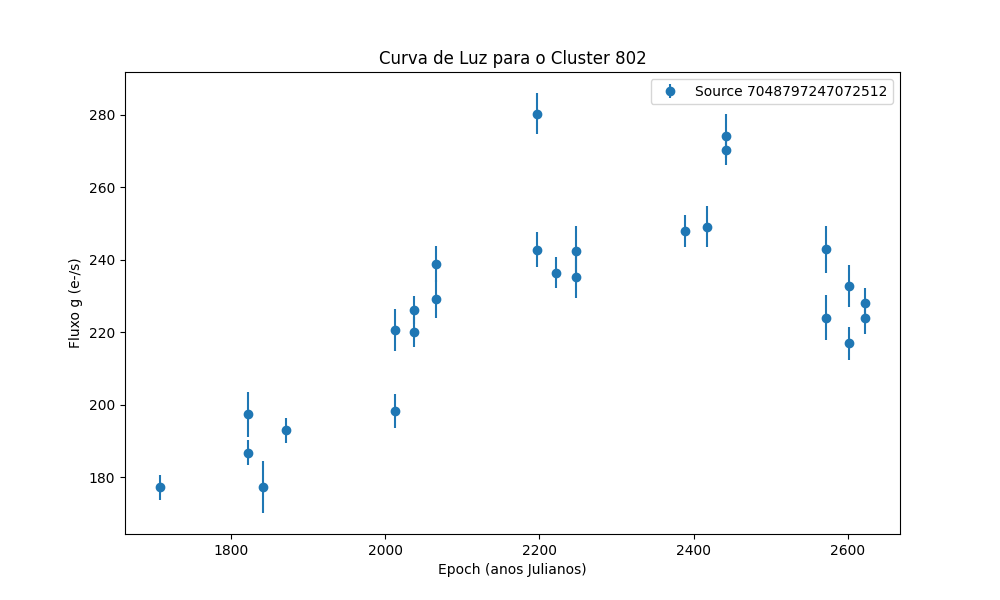 Curva de Luz para o Cluster 802
Source 7048797247072512
Fluxo g (e-/s)
280
260
240
220
200
180
1800
2000
2200
2400
2600
Epoch (anos Julianos)